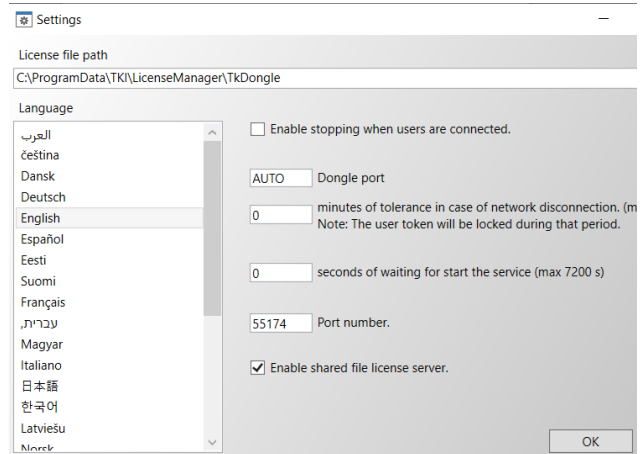 Settings
License file path
C:\ProgramData\TKI\LicenseManager\TkDongle
Language
العرب
čeština
Dansk
Deutsch
English
Español
Eesti
Suomi
Français
עברית,
Magyar
Italiano
日本語
한국어
Latviešu
Norsk
Enable stopping when users are connected.
AUTO Dongle port
0 minutes of tolerance in case of network disconnection. (m
Note: The user token will be locked during that period.
0 seconds of waiting for start the service (max 7200 s)
55174 Port number.
Enable shared file license server.
OK